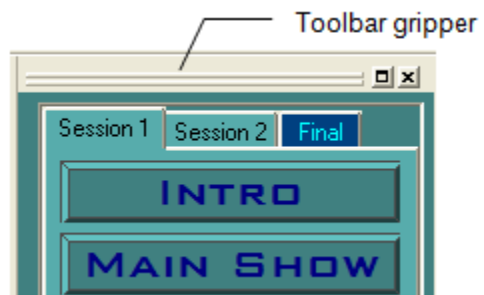 Toolbar gripper
Session 1 Session 2 Final
INTRO
MAIN SHOW